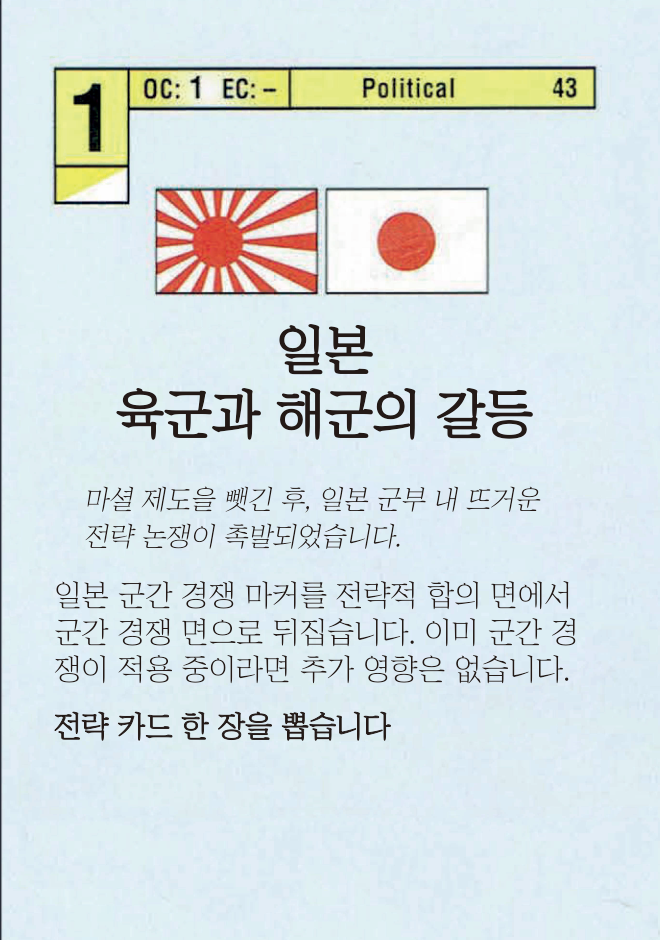 1
OC: 1 EC: – Political 43
일본
육군과 해군의 갈등
마셜 제도을 뺏긴 후, 일본 군부 내 뜨거운
전략 논쟁이 촉발되었습니다.
일본 군간 경쟁 마커를 전략적 합의 면에서
군간 경쟁 면으로 뒤집습니다. 이미 군간 경
쟁이 적용 중이라면 추가 영향은 없습니다.
전략 카드 한 장을 뽑습니다